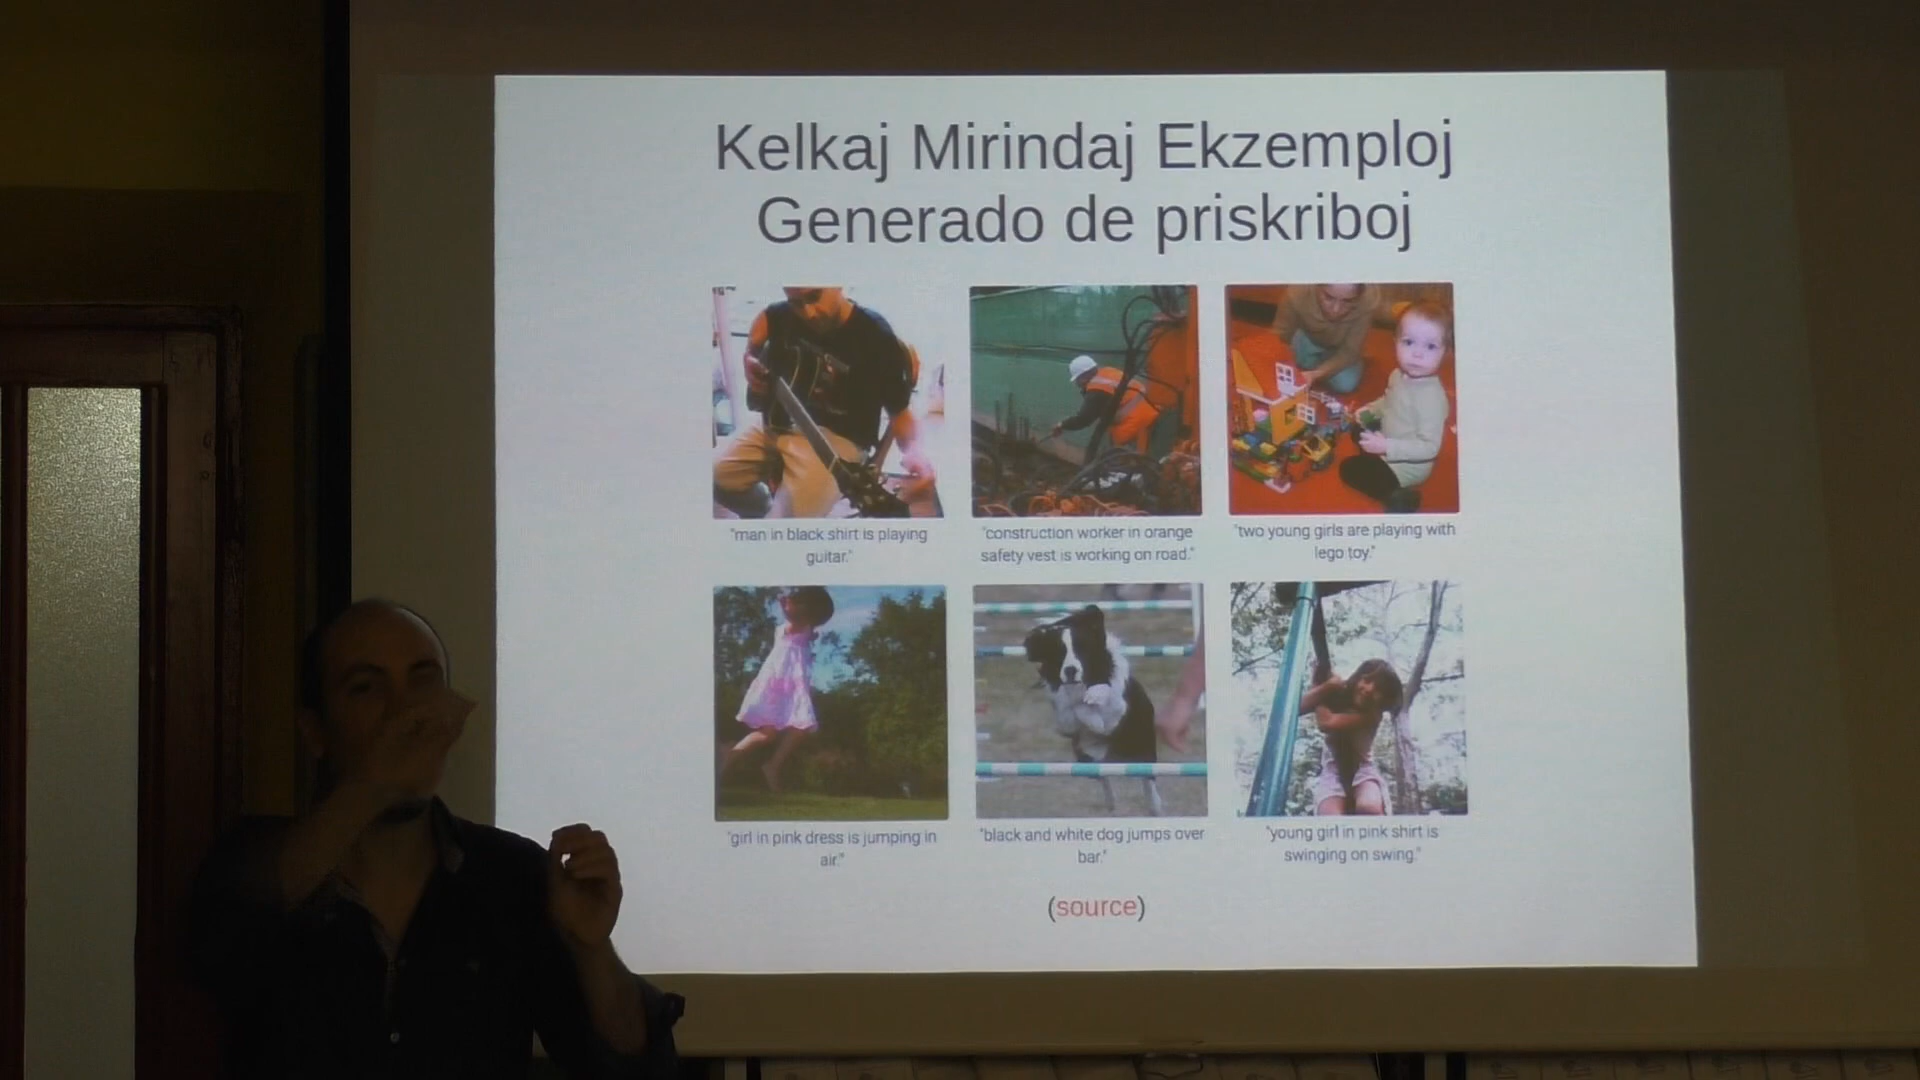 Kelkaj Mirindaj Ekzemploj
Generado de priskriboj
"man in black shirt is playing
guitar."
"construction worker in orange
safety vest is working on road."
"two young girls are playing with
lego toy."
"girl in pink dress is jumping in
air."
"black and white dog jumps over
bar."
"young girl in pink shirt is
swinging on swing."
(source)